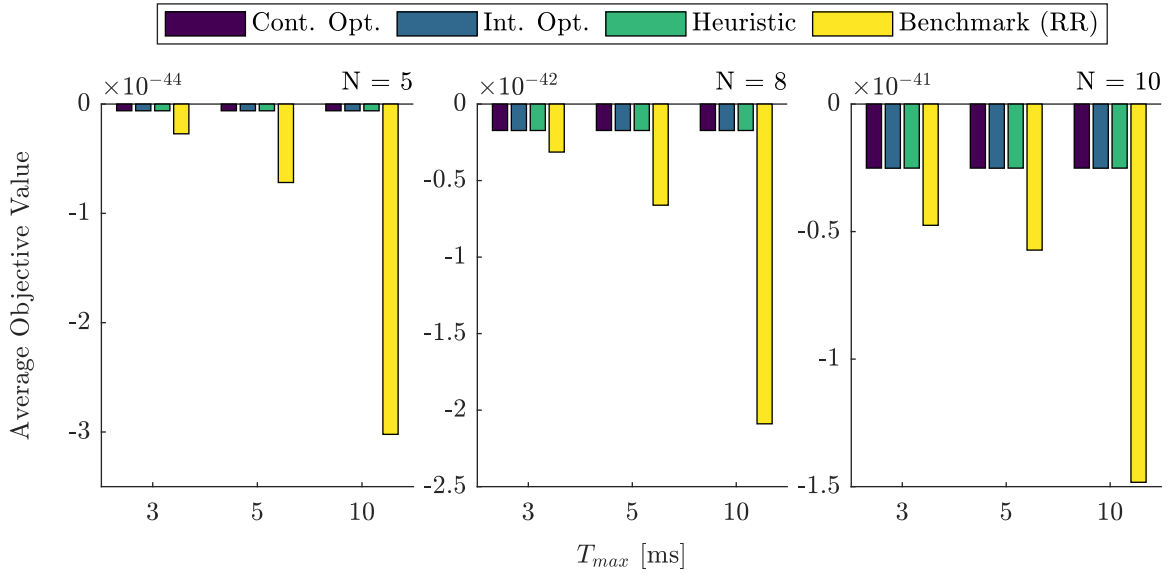 Cont. Opt. Int. Opt. Heuristic Benchmark (RR)
×10⁻⁴⁴ N = 5
×10⁻⁴² N = 8
×10⁻⁴¹ N = 10
Average Objective Value
0
-1
-2
-3
3 5 10
0
-0.5
-1
-1.5
-2
-2.5
3 5 10
0
-0.5
-1
-1.5
3 5 10
T_max [ms]